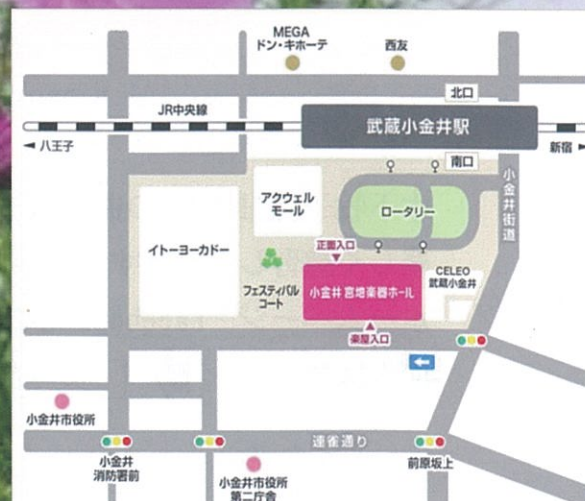 MEGA
ドン・キホーテ
西友
北口
JR中央線
武蔵小金井駅
八王子
新宿
南口
小金井街道
アクウェル
モール
ロータリー
イトーヨーカドー
正面入口
CELEO
武蔵小金井
フェスティバル
コート
小金井 宮地楽器ホール
楽屋入口
小金井市役所
連雀通り
小金井
消防署前
前原坂上
小金井市役所
第二庁舎